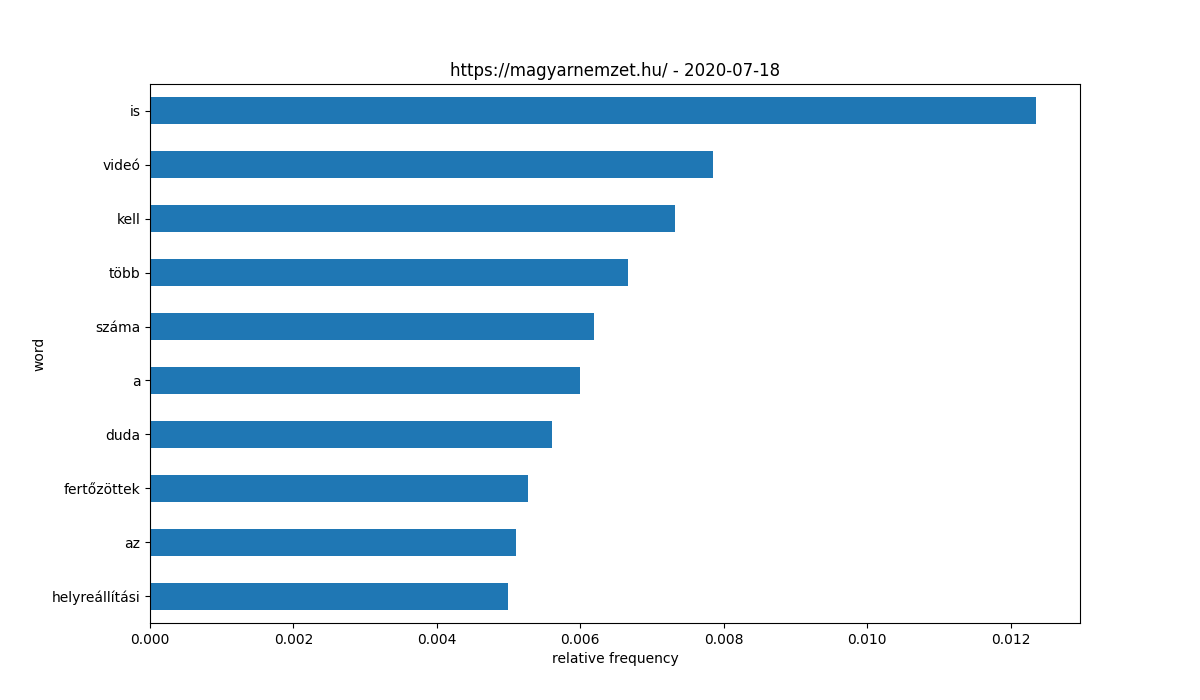 https://magyarnemzet.hu/ - 2020-07-18
is
videó
kell
több
száma
a
duda
fertőzöttek
az
helyreállítási
word
0.000 0.002 0.004 0.006 0.008 0.010 0.012
relative frequency